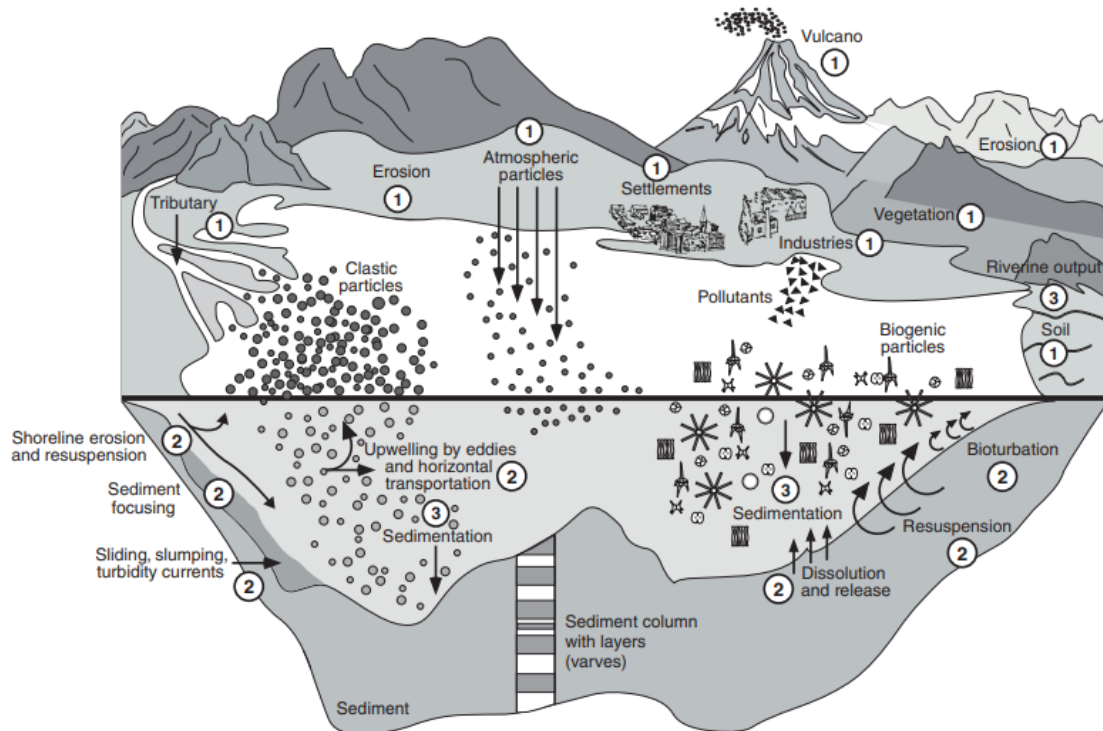 Vulcano
1
1
Atmospheric
particles
Erosion
1
Erosion
1
1
Settlements
Tributary
1
Vegetation 1
Industries 1
Riverine output
3
Clastic
particles
Pollutants
Soil
1
Biogenic
particles
Shoreline erosion
and resuspension
2
Upwelling by eddies
and horizontal
transportation
2
Bioturbation
2
Sediment
focusing
2
3
Sedimentation
3
Sedimentation
Resuspension
2
Sliding, slumping,
turbidity currents
2
2
Dissolution
and release
Sediment column
with layers
(varves)
Sediment